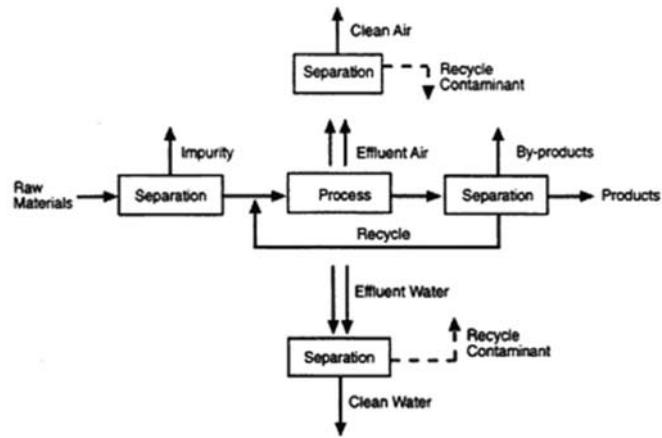 Clean Air
Separation
Recycle
Contaminant
Impurity
Effluent Air
By-products
Raw
Materials
Separation
Process
Separation
Products
Recycle
Effluent Water
Separation
Recycle
Contaminant
Clean Water